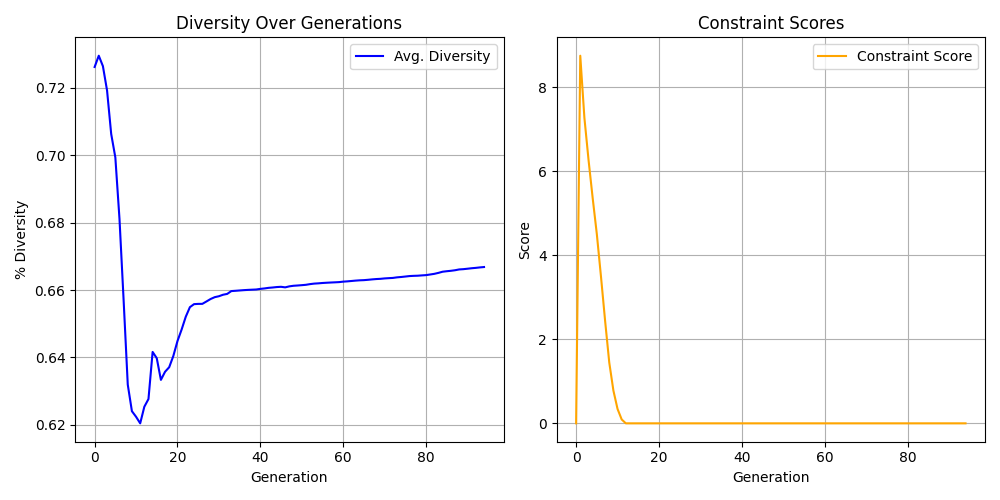 Diversity Over Generations
Avg. Diversity
% Diversity
0.72
0.70
0.68
0.66
0.64
0.62
0 20 40 60 80
Generation
Constraint Scores
Constraint Score
Score
8
6
4
2
0
0 20 40 60 80
Generation